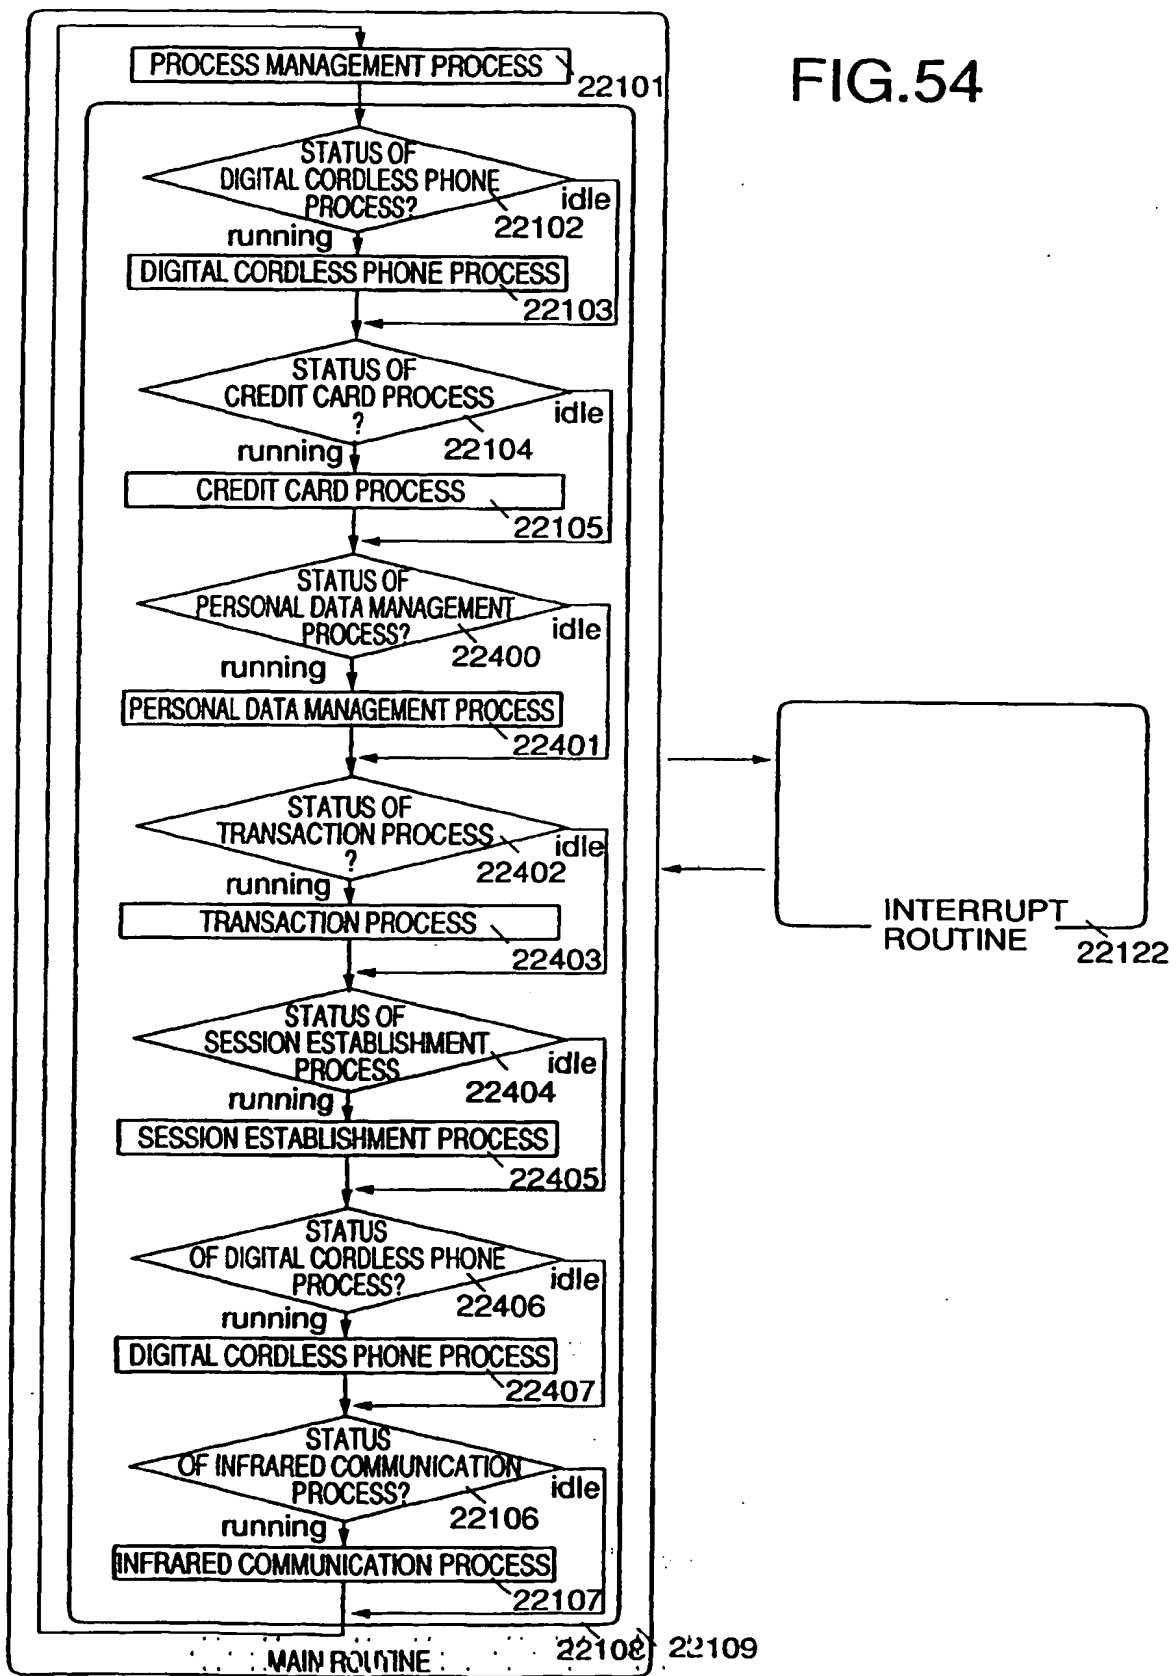 FIG.54
PROCESS MANAGEMENT PROCESS
22101
STATUS OF
DIGITAL CORDLESS PHONE
PROCESS?
22102
idle
running
DIGITAL CORDLESS PHONE PROCESS
22103
STATUS OF
CREDIT CARD PROCESS
?
22104
idle
running
CREDIT CARD PROCESS
22105
STATUS OF
PERSONAL DATA MANAGEMENT
PROCESS?
22400
idle
running
PERSONAL DATA MANAGEMENT PROCESS
22401
STATUS OF
TRANSACTION PROCESS
?
22402
idle
running
TRANSACTION PROCESS
22403
STATUS OF
SESSION ESTABLISHMENT
PROCESS
22404
idle
running
SESSION ESTABLISHMENT PROCESS
22405
STATUS
OF DIGITAL CORDLESS PHONE
PROCESS?
22406
idle
running
DIGITAL CORDLESS PHONE PROCESS
22407
STATUS
OF INFRARED COMMUNICATION
PROCESS?
22106
idle
running
INFRARED COMMUNICATION PROCESS
22107
22108
22109
MAIN ROUTINE
INTERRUPT
ROUTINE
22122